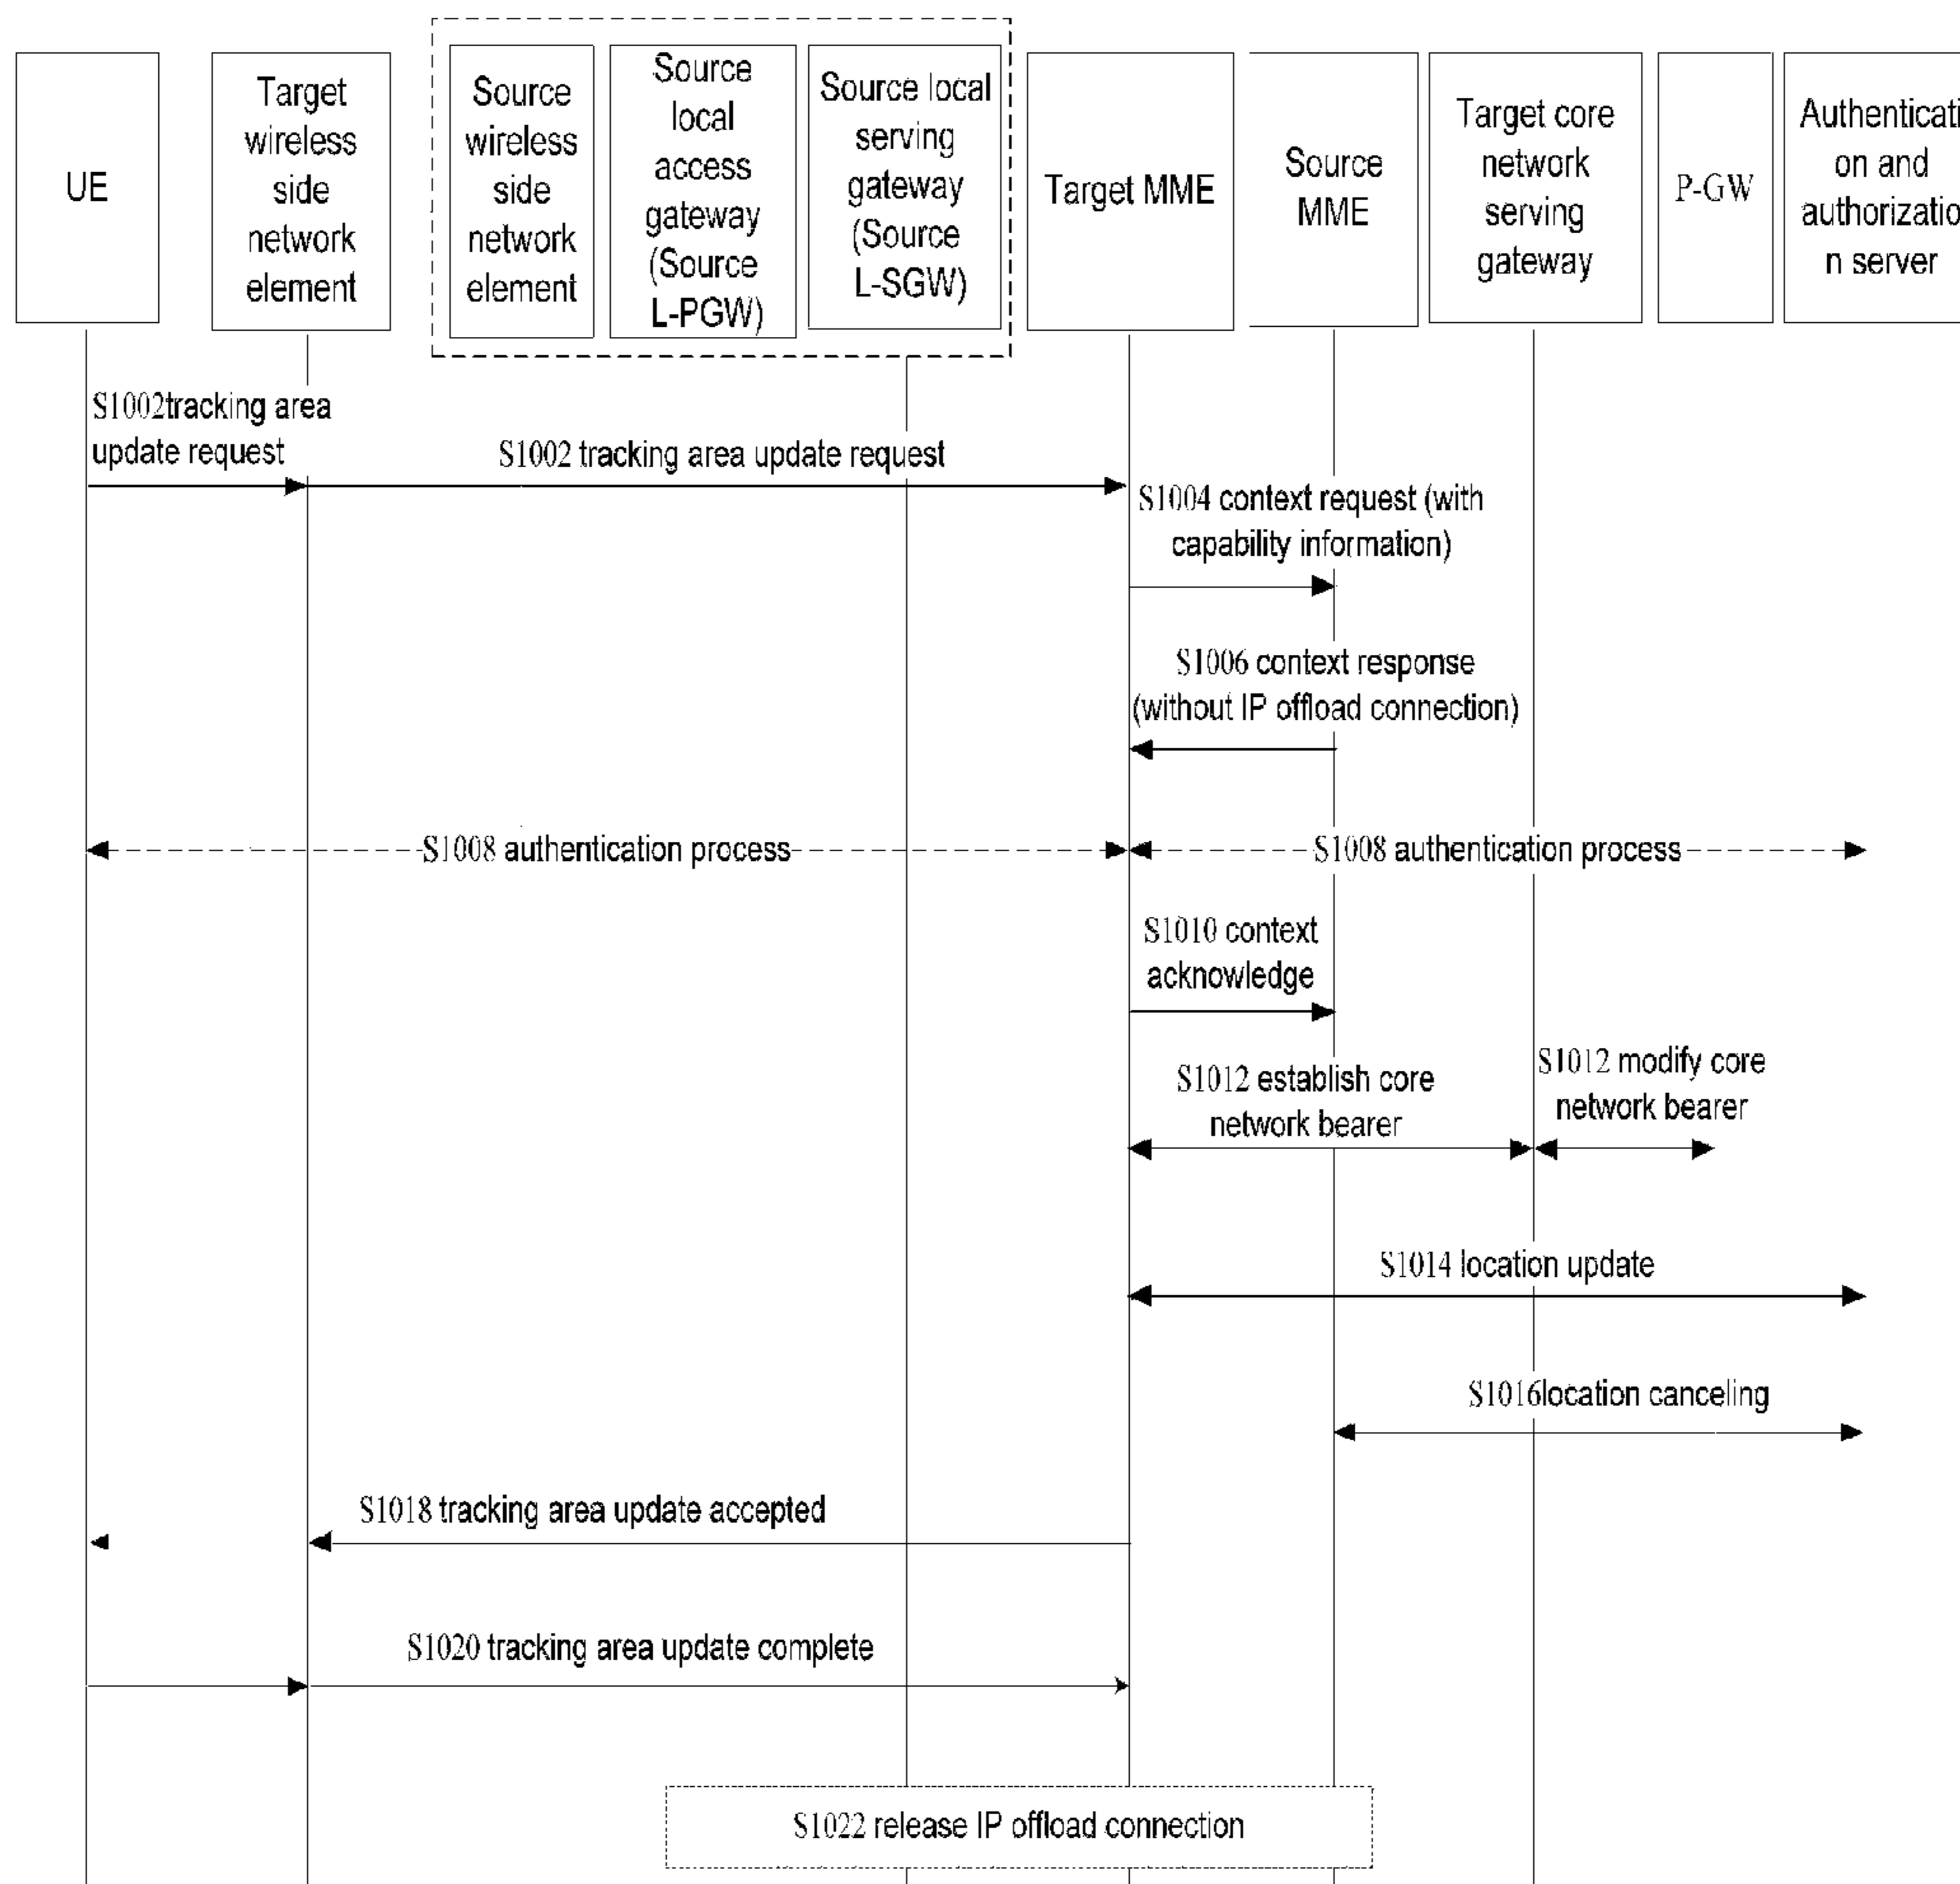 UE
Target
wireless
side
network
element
Source
wireless
side
network
element
Source
local
access
gateway
(Source
L-PGW)
Source local
serving
gateway
(Source
L-SGW)
Target MME
Source
MME
Target core
network
serving
gateway
P-GW
Authenticati
on and
authorizatio
n server
S1002tracking area
update request
S1002 tracking area update request
S1004 context request (with
capability information)
S1006 context response
(without IP offload connection)
S1008 authentication process
S1008 authentication process
S1010 context
acknowledge
S1012 establish core
network bearer
S1012 modify core
network bearer
S1014 location update
S1016location canceling
S1018 tracking area update accepted
S1020 tracking area update complete
S1022 release IP offload connection